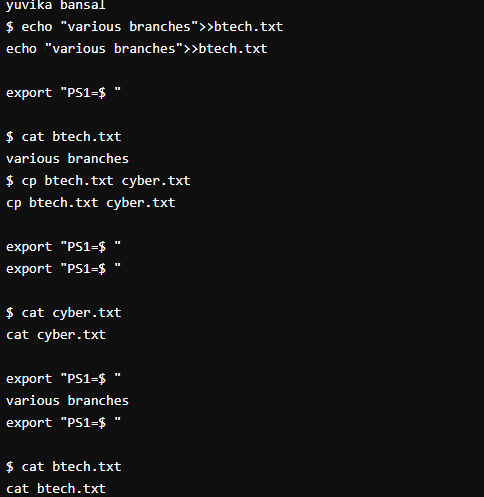 yuvika bansal
$ echo "various branches">>btech.txt
echo "various branches">>btech.txt
export "PS1=$ "
$ cat btech.txt
various branches
$ cp btech.txt cyber.txt
cp btech.txt cyber.txt
export "PS1=$ "
export "PS1=$ "
$ cat cyber.txt
cat cyber.txt
export "PS1=$ "
various branches
export "PS1=$ "
$ cat btech.txt
cat btech.txt